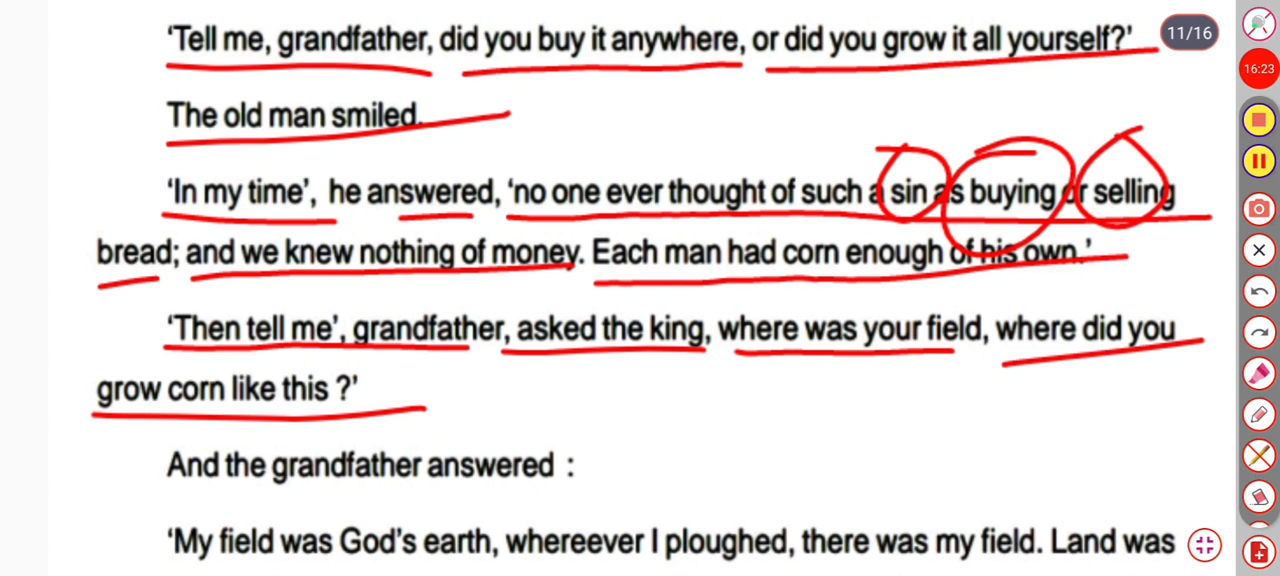 'Tell me, grandfather, did you buy it anywhere, or did you grow it all yourself?'
11/16
16:23
The old man smiled.
'In my time', he answered, 'no one ever thought of such a sin as buying or selling
bread; and we knew nothing of money. Each man had corn enough of his own.'
'Then tell me', grandfather, asked the king, where was your field, where did you
grow corn like this ?'
And the grandfather answered :
'My field was God's earth, whereever I ploughed, there was my field. Land was